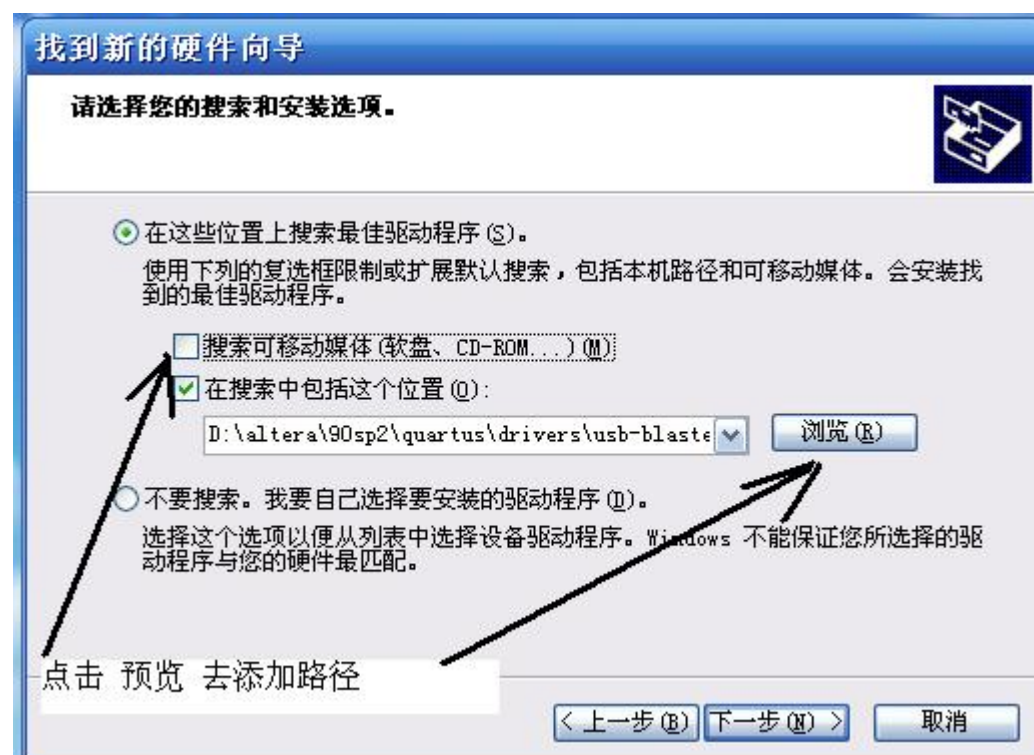 找到新的硬件向导
请选择您的搜索和安装选项。
在这些位置上搜索最佳驱动程序(S)。
使用下列的复选框限制或扩展默认搜索，包括本机路径和可移动媒体。会安装找
到的最佳驱动程序。
搜索可移动媒体(软盘、CD-ROM...)(M)
在搜索中包括这个位置(O):
D:\altera\90sp2\quartus\drivers\usb-blaste
浏览(R)
不要搜索。我要自己选择要安装的驱动程序(D)。
选择这个选项以便从列表中选择设备驱动程序。Windows 不能保证您所选择的驱
动程序与您的硬件最匹配。
点击 预览 去添加路径
< 上一步(B) 下一步(N) > 取消